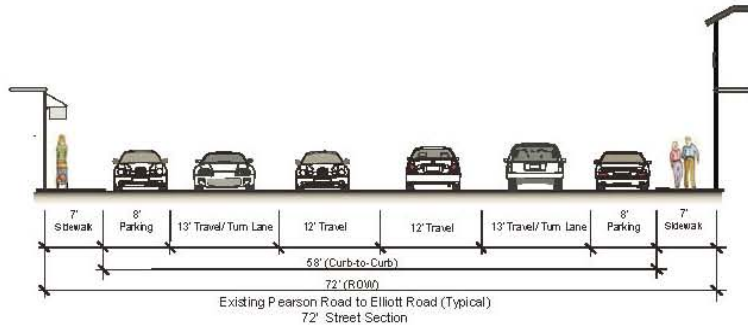 7' 8' 13' Travel/Turn Lane 12' Travel 12' Travel 13' Travel/Turn Lane 8' 7'
Sidewalk Parking Parking Sidewalk
58' (Curb-to-Curb)
72' (ROW)
Existing Pearson Road to Elliott Road (Typical)
72' Street Section